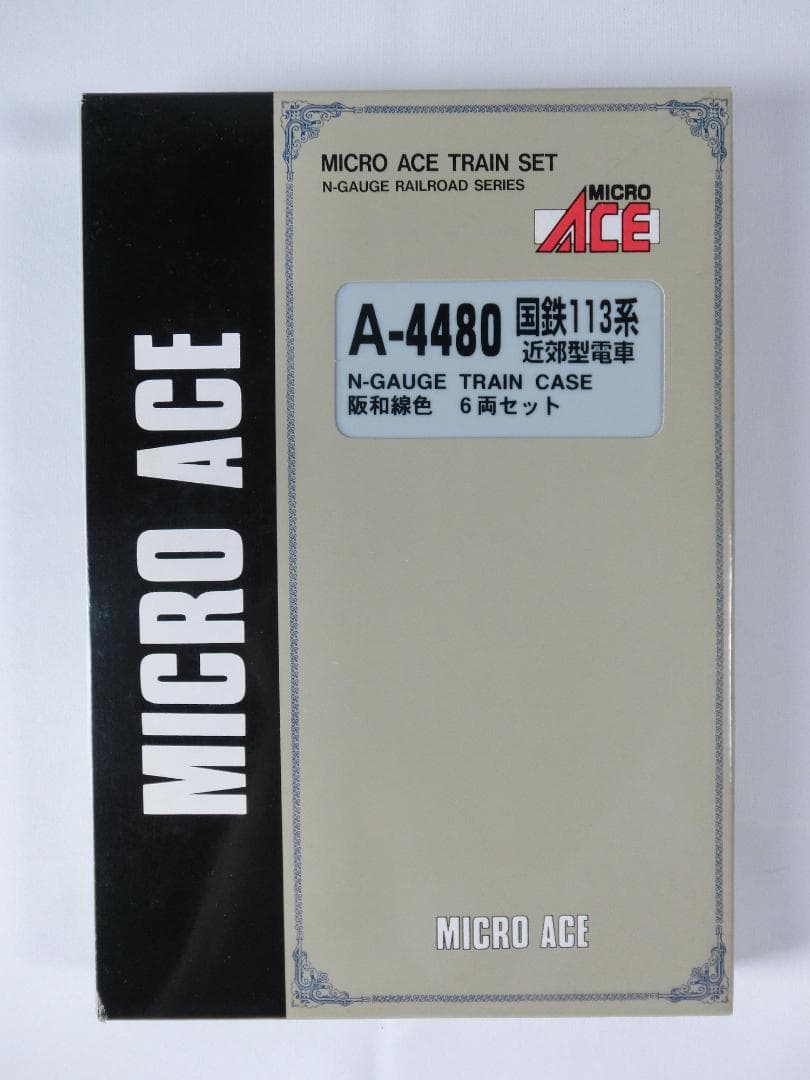 MICRO ACE
MICRO ACE TRAIN SET
N-GAUGE RAILROAD SERIES
MICRO
ACE
A-4480 国鉄113系
近郊型電車
N-GAUGE TRAIN CASE
阪和線色 6両セット
MICRO ACE